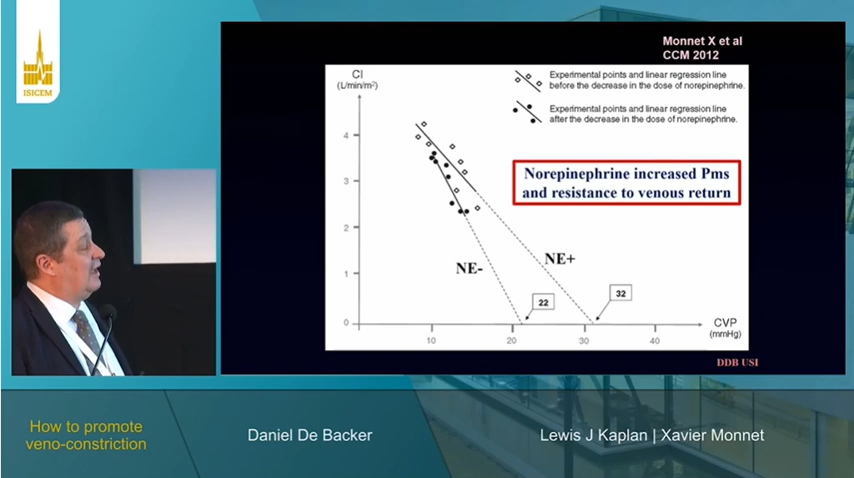 ISICEM
Monnet X et al
CCM 2012
CI
(L/min/m²)
Experimental points and linear regression line
before the decrease in the dose of norepinephrine.
Experimental points and linear regression line
after the decrease in the dose of norepinephrine.
4
Norepinephrine increased Pms
and resistance to venous return
3
2
NE- NE+
1
22 32
0
CVP
(mmHg)
10 20 30 40
DDB USI
How to promote
veno-constriction
Daniel De Backer
Lewis J Kaplan | Xavier Monnet